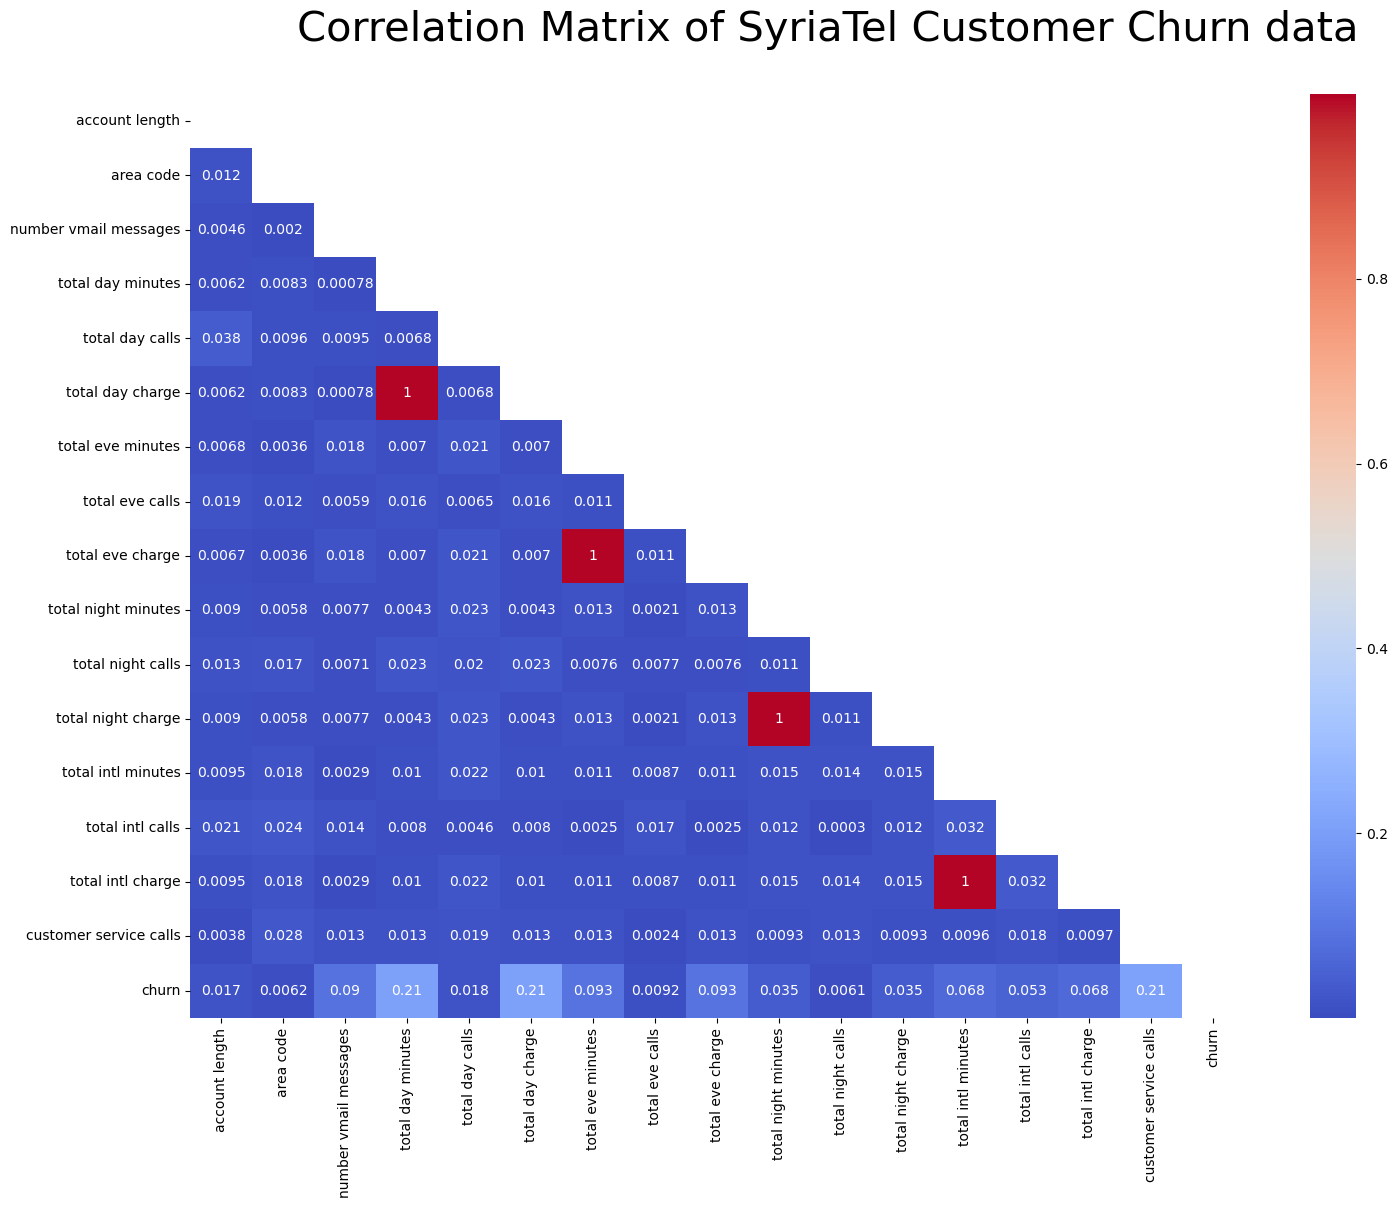 Correlation Matrix of SyriaTel Customer Churn data
account length
area code 0.012
number vmail messages 0.0046 0.002
total day minutes 0.0062 0.0083 0.00078
0.8
total day calls 0.038 0.0096 0.0095 0.0068
total day charge 0.0062 0.0083 0.00078 1 0.0068
total eve minutes 0.0068 0.0036 0.018 0.007 0.021 0.007
0.6
total eve calls 0.019 0.012 0.0059 0.016 0.0065 0.016 0.011
total eve charge 0.0067 0.0036 0.018 0.007 0.021 0.007 1 0.011
total night minutes 0.009 0.0058 0.0077 0.0043 0.023 0.0043 0.013 0.0021 0.013
total night calls 0.013 0.017 0.0071 0.023 0.02 0.023 0.0076 0.0077 0.0076 0.011
0.4
total night charge 0.009 0.0058 0.0077 0.0043 0.023 0.0043 0.013 0.0021 0.013 1 0.011
total intl minutes 0.0095 0.018 0.0029 0.01 0.022 0.01 0.011 0.0087 0.011 0.015 0.014 0.015
total intl calls 0.021 0.024 0.014 0.008 0.0046 0.008 0.0025 0.017 0.0025 0.012 0.0003 0.012 0.032
0.2
total intl charge 0.0095 0.018 0.0029 0.01 0.022 0.01 0.011 0.0087 0.011 0.015 0.014 0.015 1 0.032
customer service calls 0.0038 0.028 0.013 0.013 0.019 0.013 0.013 0.0024 0.013 0.0093 0.013 0.0093 0.0096 0.018 0.0097
churn 0.017 0.0062 0.09 0.21 0.018 0.21 0.093 0.0092 0.093 0.035 0.0061 0.035 0.068 0.053 0.068 0.21
account length
area code
number vmail messages
total day minutes
total day calls
total day charge
total eve minutes
total eve calls
total eve charge
total night minutes
total night calls
total night charge
total intl minutes
total intl calls
total intl charge
customer service calls
churn